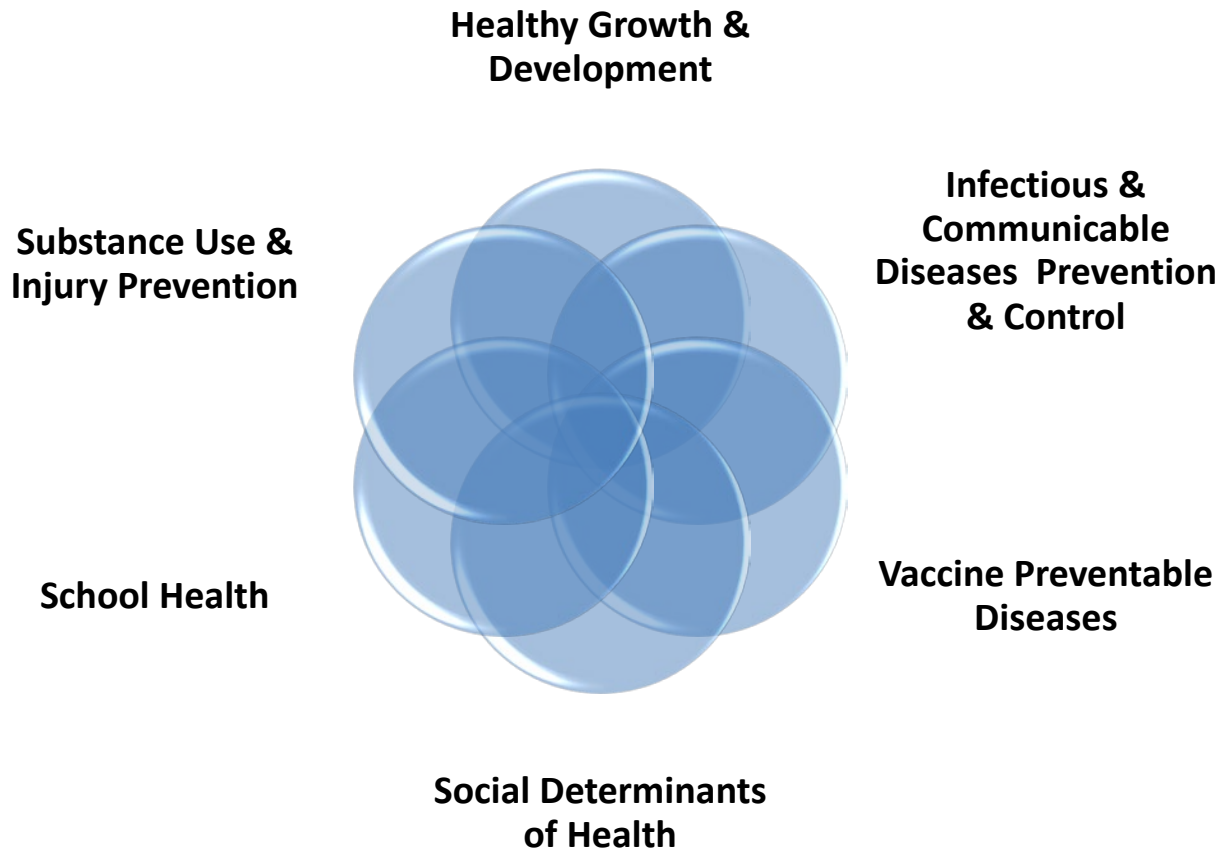 Healthy Growth &
Development
Infectious &
Communicable
Diseases  Prevention
& Control
Substance Use &
Injury Prevention
Vaccine Preventable
Diseases
School Health
Social Determinants
of Health